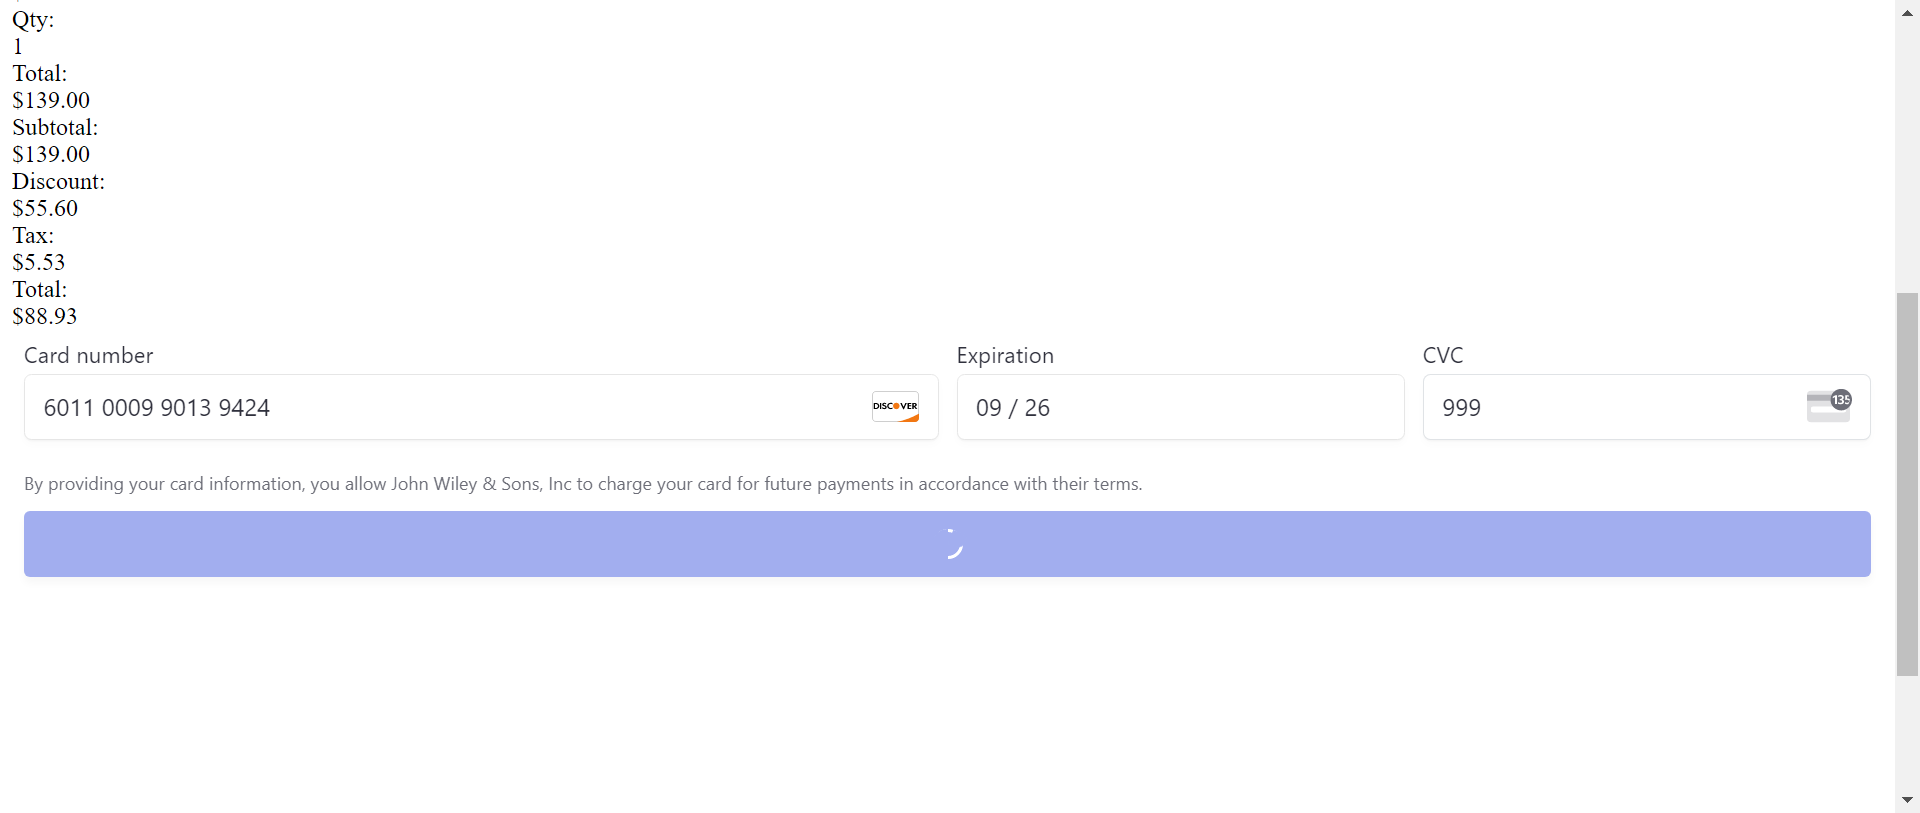 Qty:
1
Total:
$139.00
Subtotal:
$139.00
Discount:
$55.60
Tax:
$5.53
Total:
$88.93
Card number Expiration CVC
6011 0009 9013 9424 DISCOVER 09 / 26 999 135
By providing your card information, you allow John Wiley & Sons, Inc to charge your card for future payments in accordance with their terms.